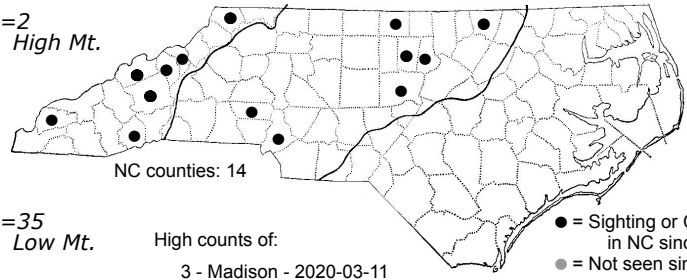 =2
High Mt.
NC counties: 14
=35
Low Mt.
High counts of:
3 - Madison - 2020-03-11
= Sighting or C
in NC sinc
= Not seen sin